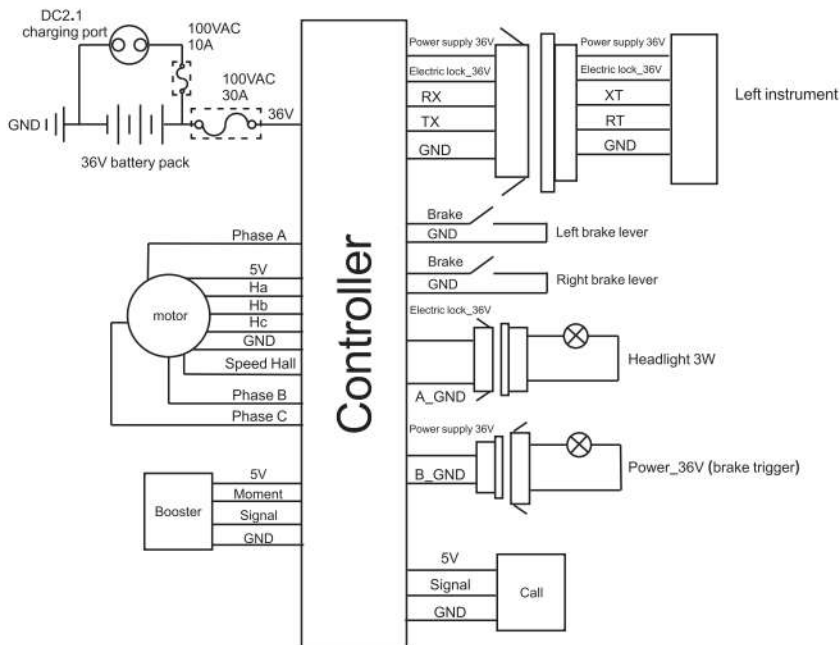 DC2.1
charging port
100VAC
10A
100VAC
30A
36V
GND
36V battery pack
Phase A
5V
Ha
Hb
Hc
GND
Speed Hall
Phase B
Phase C
motor
5V
Moment
Signal
GND
Booster
Controller
Power supply 36V
Electric lock_36V
RX
TX
GND
Power supply 36V
Electric lock_36V
XT
RT
GND
Left instrument
Brake
GND
Left brake lever
Brake
GND
Right brake lever
Electric lock_36V
A_GND
Headlight 3W
Power supply 36V
B_GND
Power_36V (brake trigger)
5V
Signal
GND
Call